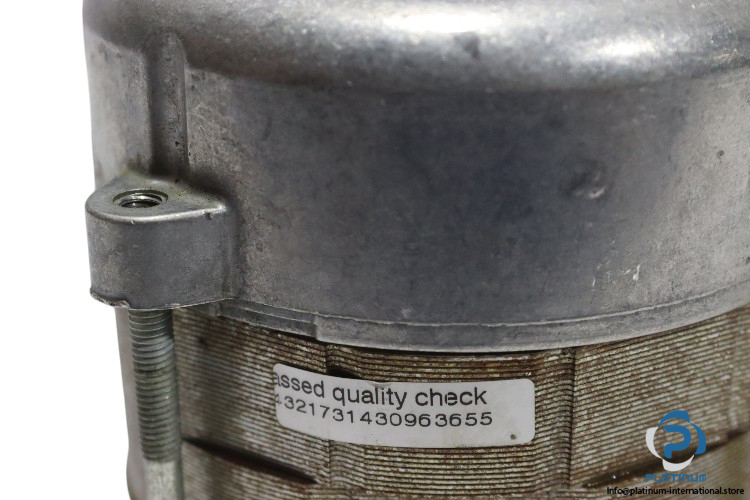 assed quality check
4321731430963655
PLATINUM
info@platinum-international.store